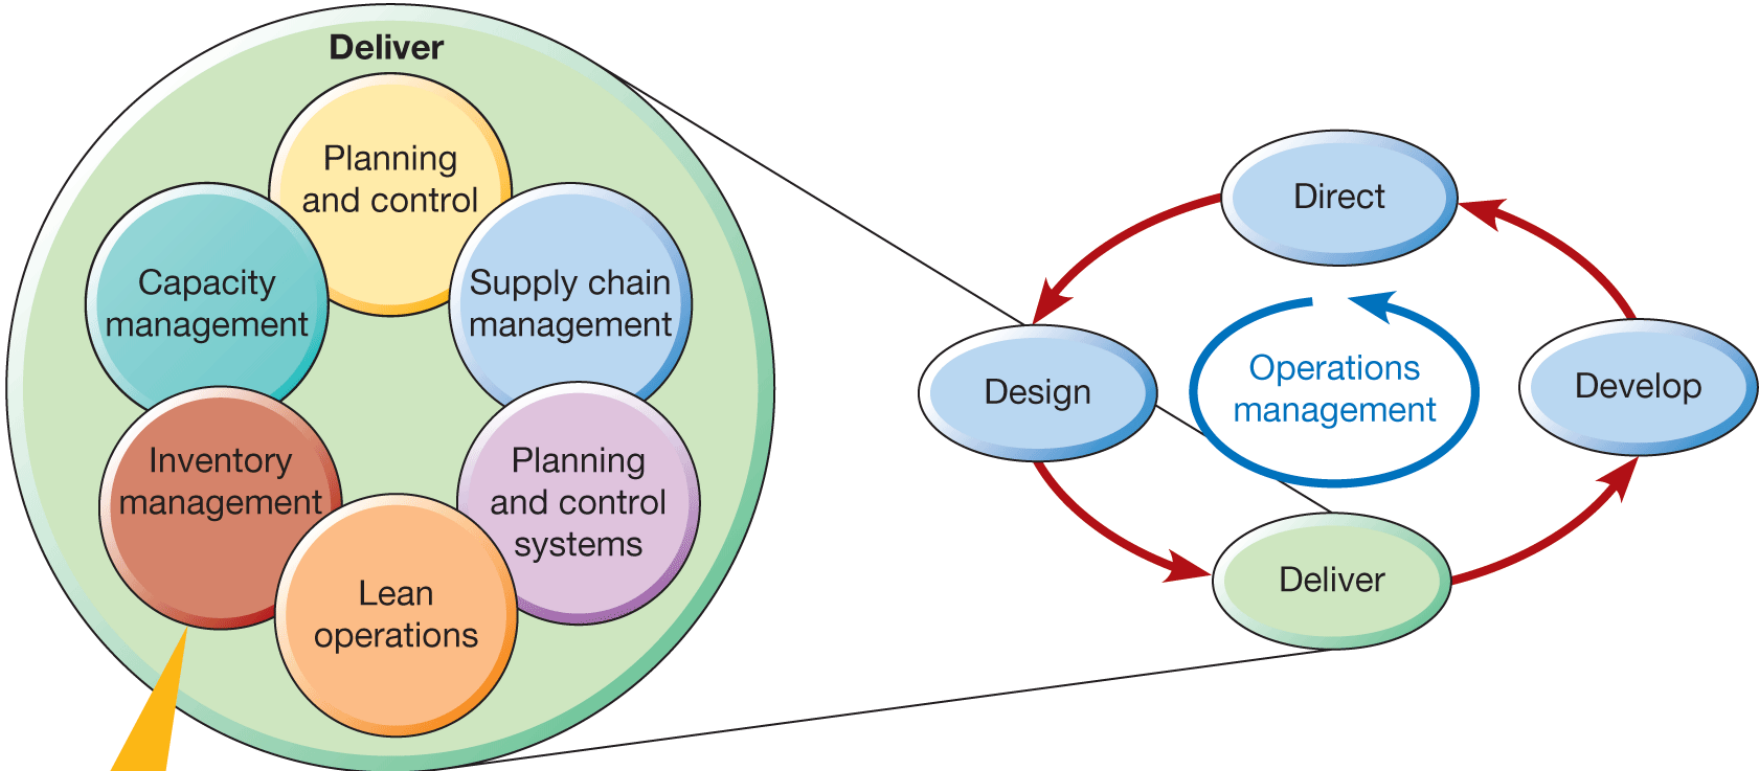 Deliver
Planning
and control
Capacity
management
Supply chain
management
Inventory
management
Planning
and control
systems
Lean
operations
Direct
Design
Operations
management
Develop
Deliver